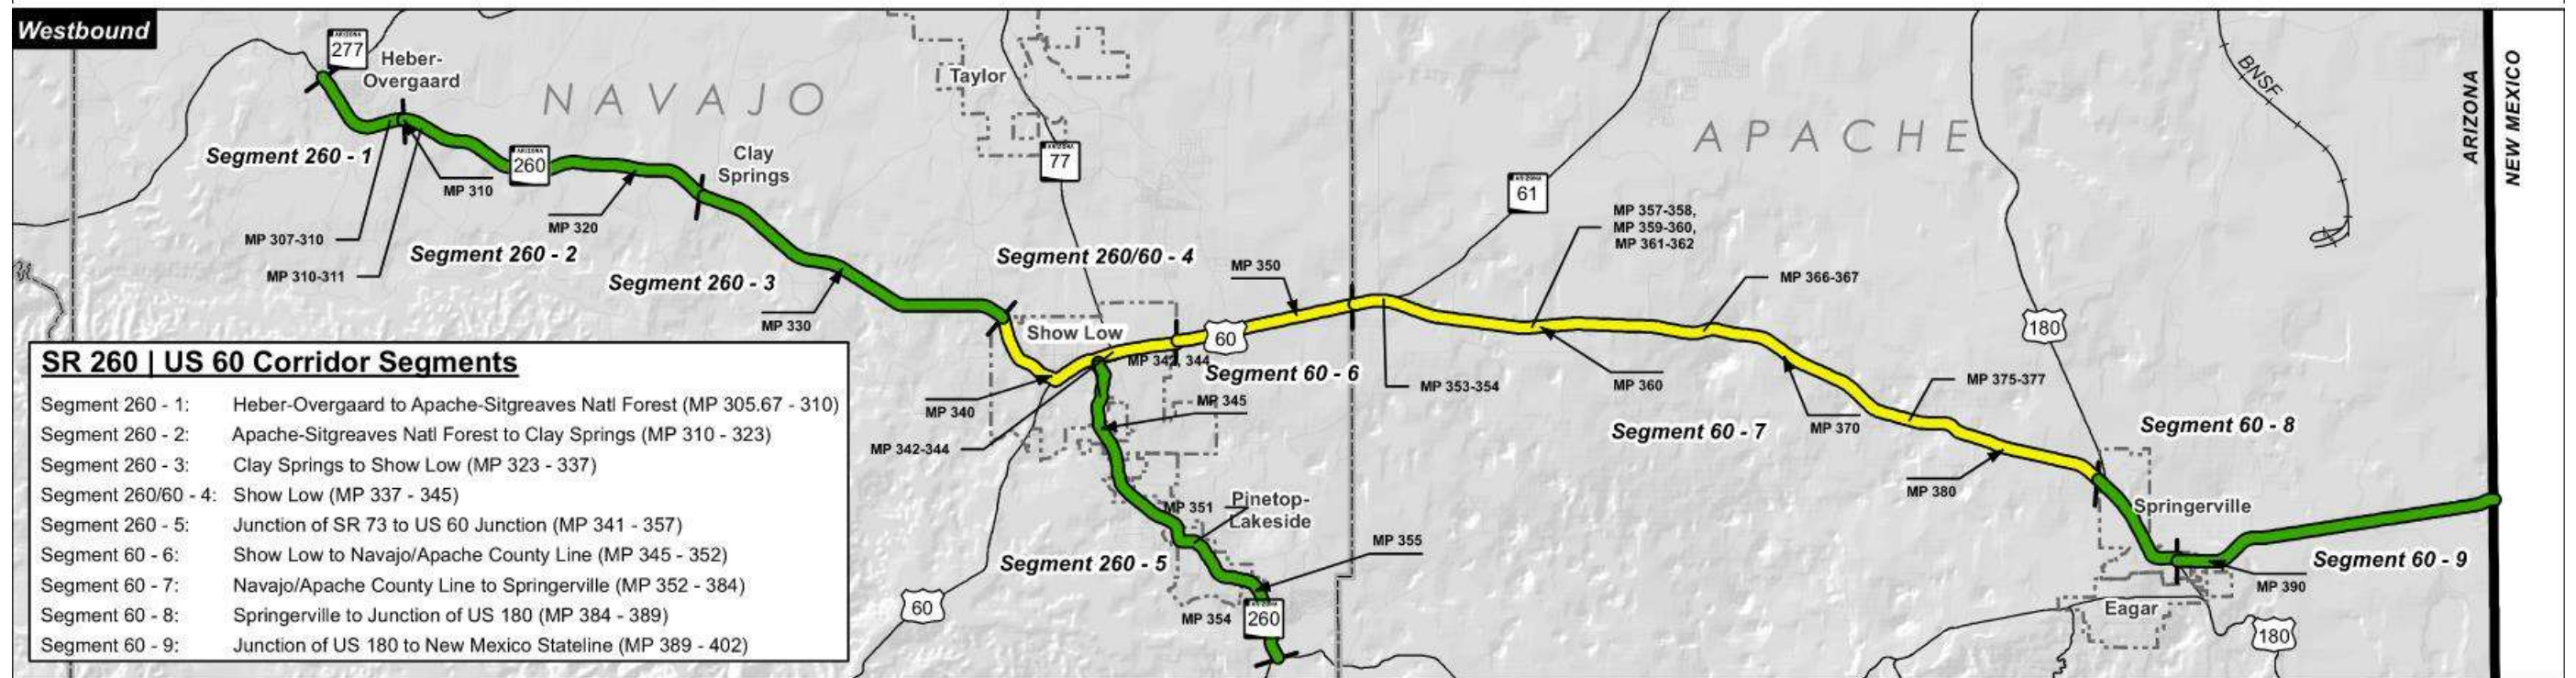 Westbound
ARIZONA
277
Heber-
Overgaard
NAVAJO
Taylor
ARIZONA
77
APACHE
BNSF
ARIZONA
NEW MEXICO
Segment 260 - 1
ARIZONA
260
MP 310
Clay
Springs
MP 320
MP 307-310
MP 310-311
Segment 260 - 2
Segment 260 - 3
MP 330
Segment 260/60 - 4
MP 350
ARIZONA
61
MP 357-358,
MP 359-360,
MP 361-362
MP 366-367
180
Show Low
60
MP 342, 344
Segment 60 - 6
MP 353-354
MP 360
MP 375-377
MP 340
MP 345
MP 342-344
Segment 60 - 7
MP 370
Segment 60 - 8
MP 380
Springerville
MP 351
Pinetop-
Lakeside
Segment 260 - 5
MP 355
MP 354
ARIZONA
260
60
Segment 60 - 9
MP 390
Eagar
180
SR 260 | US 60 Corridor Segments
Segment 260 - 1: Heber-Overgaard to Apache-Sitgreaves Natl Forest (MP 305.67 - 310)
Segment 260 - 2: Apache-Sitgreaves Natl Forest to Clay Springs (MP 310 - 323)
Segment 260 - 3: Clay Springs to Show Low (MP 323 - 337)
Segment 260/60 - 4: Show Low (MP 337 - 345)
Segment 260 - 5: Junction of SR 73 to US 60 Junction (MP 341 - 357)
Segment 60 - 6: Show Low to Navajo/Apache County Line (MP 345 - 352)
Segment 60 - 7: Navajo/Apache County Line to Springerville (MP 352 - 384)
Segment 60 - 8: Springerville to Junction of US 180 (MP 384 - 389)
Segment 60 - 9: Junction of US 180 to New Mexico Stateline (MP 389 - 402)